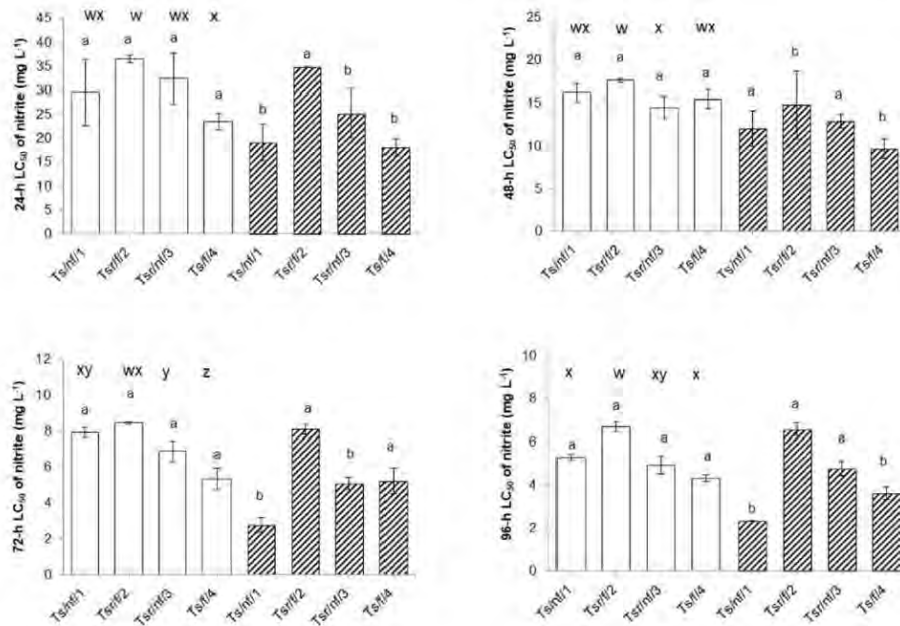 wx w wx x
a a a a b a b b
24-h LC₅₀ of nitrite (mg L⁻¹)
45
40
35
30
25
20
15
10
5
0
Ts/nf/1 Tsr/f/2 Tsr/nf/3 Ts/f/4 Ts/nf/1 Tsr/f/2 Tsr/nf/3 Ts/f/4
wx w x wx
a a a a a b a b
48-h LC₅₀ of nitrite (mg L⁻¹)
25
20
15
10
5
0
Ts/nf/1 Tsr/f/2 Tsr/nf/3 Ts/f/4 Ts/nf/1 Tsr/f/2 Tsr/nf/3 Ts/f/4
xy wx y z
a a a a b a b a
72-h LC₅₀ of nitrite (mg L⁻¹)
12
10
8
6
4
2
0
Ts/nf/1 Tsr/f/2 Tsr/nf/3 Ts/f/4 Ts/nf/1 Tsr/f/2 Tsr/nf/3 Ts/f/4
x w xy x
a a a a b a a b
96-h LC₅₀ of nitrite (mg L⁻¹)
10
8
6
4
2
0
Ts/nf/1 Tsr/f/2 Tsr/nf/3 Ts/f/4 Ts/nf/1 Tsr/f/2 Tsr/nf/3 Ts/f/4